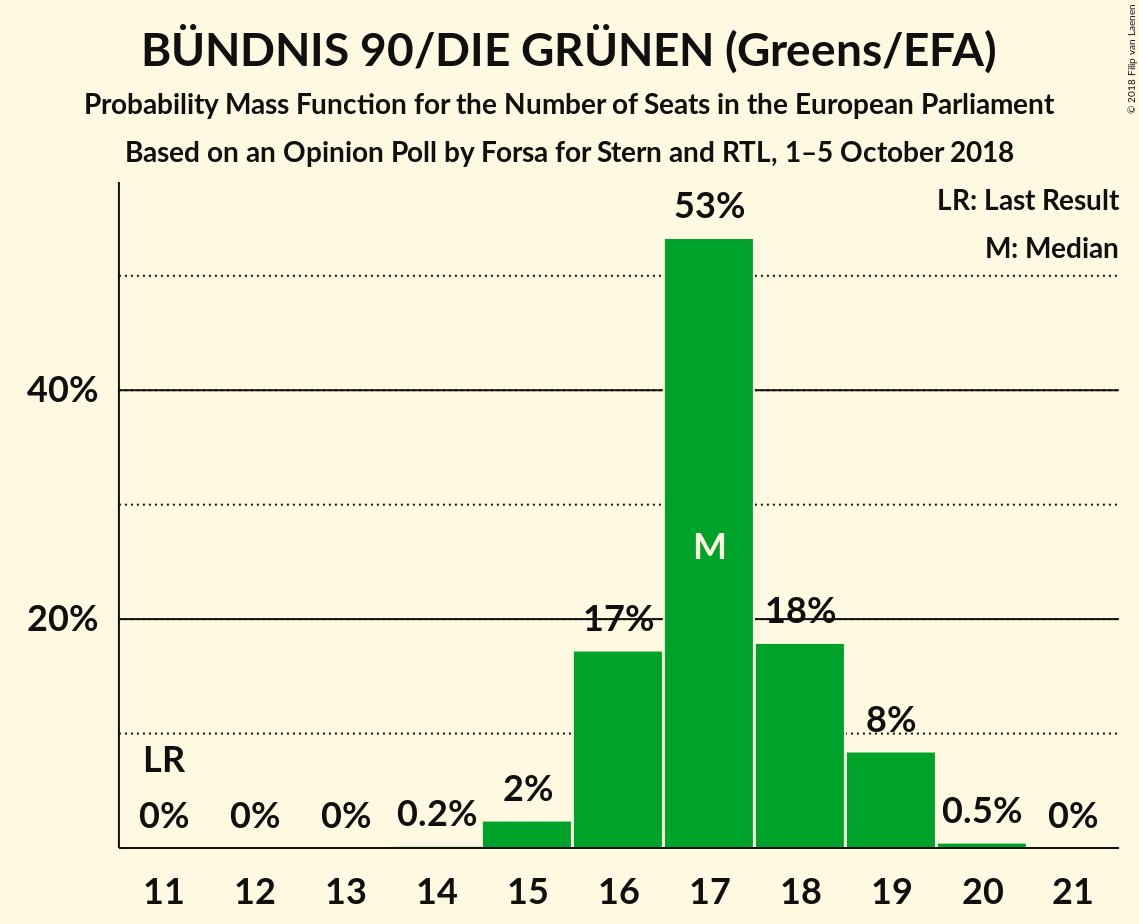 BÜNDNIS 90/DIE GRÜNEN (Greens/EFA)
Probability Mass Function for the Number of Seats in the European Parliament
Based on an Opinion Poll by Forsa for Stern and RTL, 1–5 October 2018
© 2018 Filip van Laenen
LR: Last Result
M: Median
53%
40%
M
20%
17%
18%
8%
LR
2%
0%
0%
0%
0.2%
0.5%
0%
11 12 13 14 15 16 17 18 19 20 21